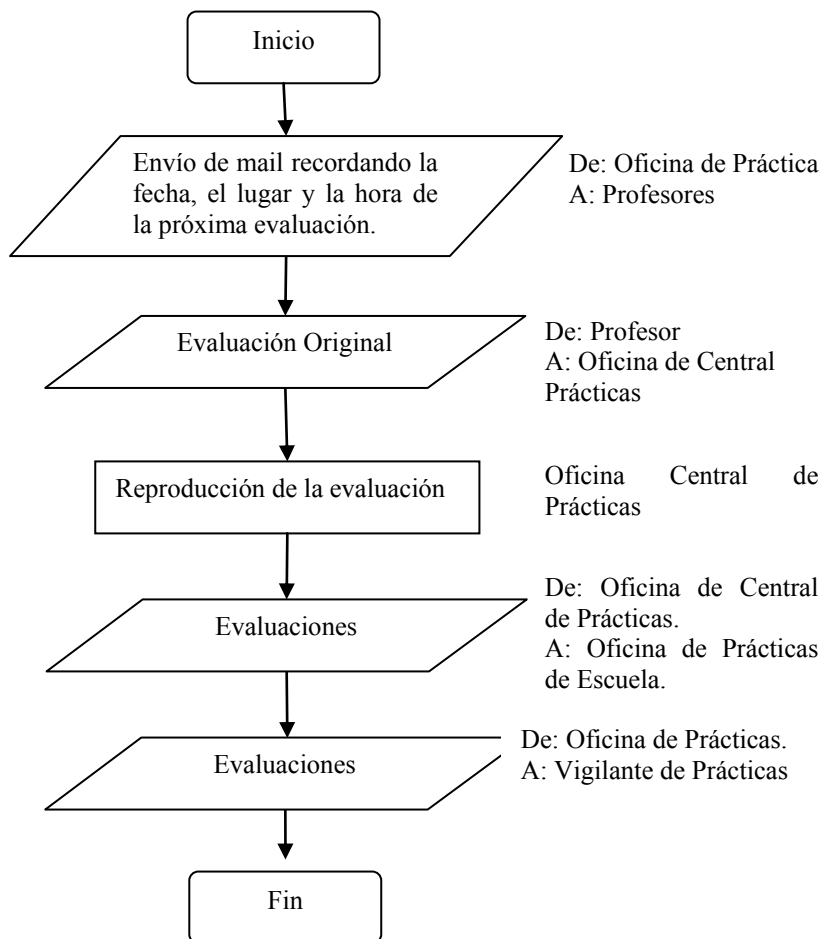 Inicio
Envío de mail recordando la
fecha, el lugar y la hora de
la próxima evaluación.
De: Oficina de Práctica
A: Profesores
Evaluación Original
De: Profesor
A: Oficina de Central
Prácticas
Reproducción de la evaluación
Oficina Central de
Prácticas
Evaluaciones
De: Oficina de Central
de Prácticas.
A: Oficina de Prácticas
de Escuela.
Evaluaciones
De: Oficina de Prácticas.
A: Vigilante de Prácticas
Fin